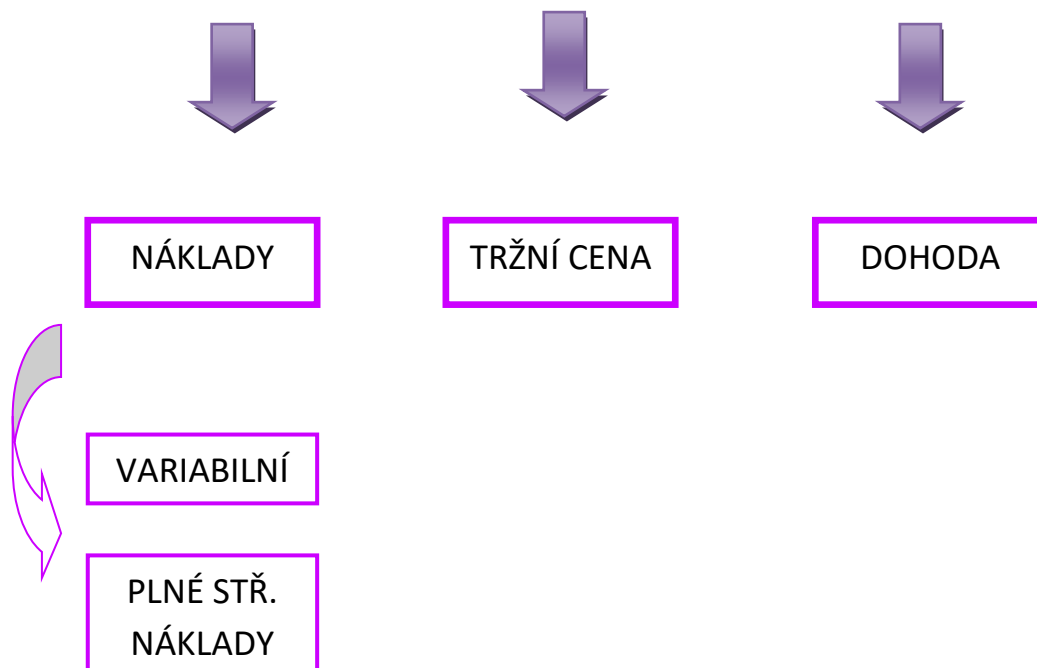 NÁKLADY
TRŽNÍ CENA
DOHODA
VARIABILNÍ
PLNÉ STŘ.
NÁKLADY